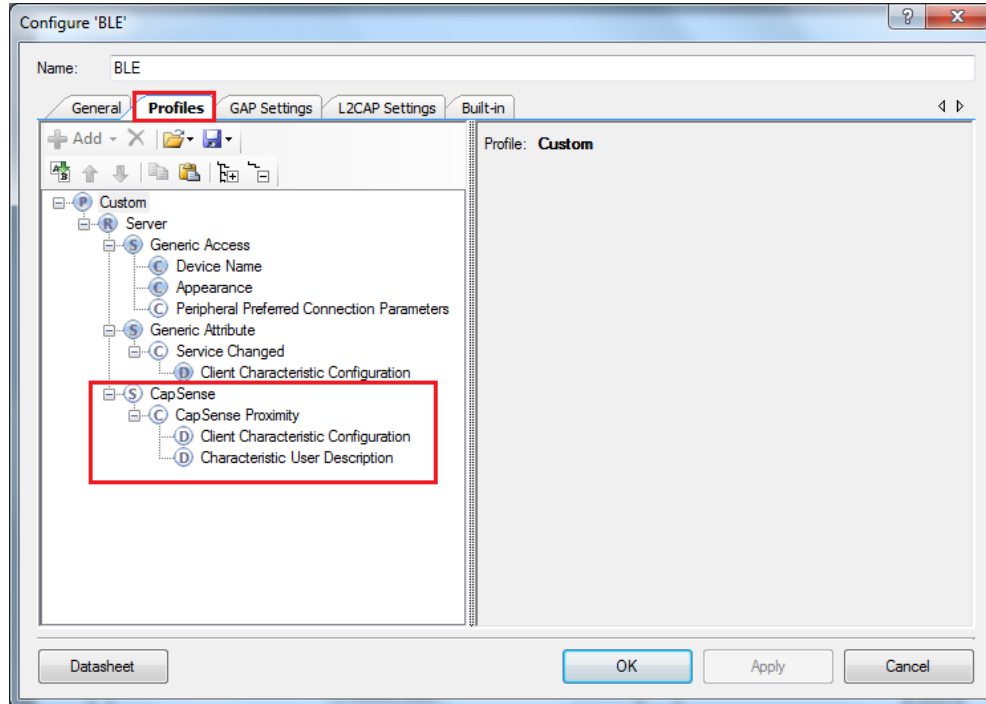 Configure 'BLE'
Name: BLE
General Profiles GAP Settings L2CAP Settings Built-in
Add
Profile: Custom
P Custom
R Server
S Generic Access
C Device Name
C Appearance
C Peripheral Preferred Connection Parameters
S Generic Attribute
C Service Changed
D Client Characteristic Configuration
S CapSense
C CapSense Proximity
D Client Characteristic Configuration
D Characteristic User Description
Datasheet OK Apply Cancel